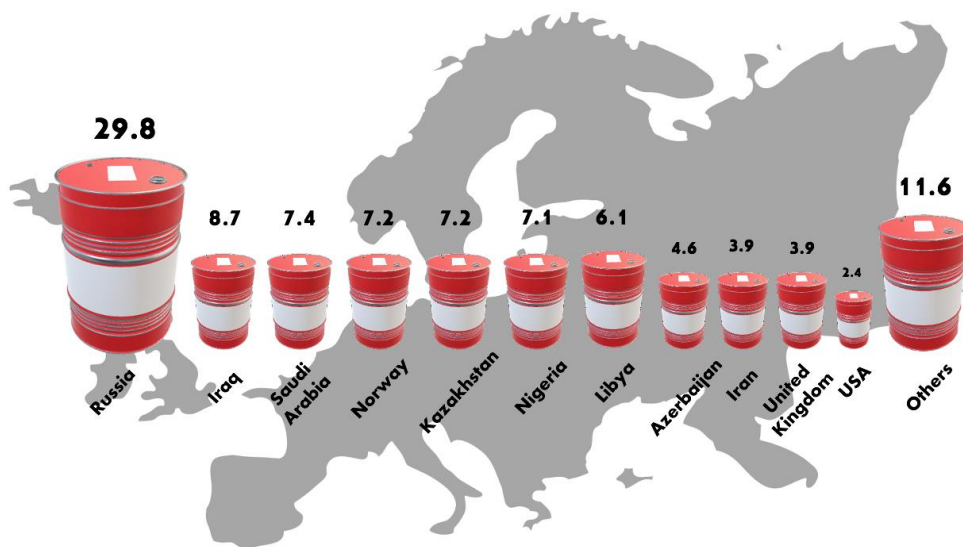 29.8
8.7
7.4
7.2
7.2
7.1
6.1
4.6
3.9
3.9
2.4
11.6
Russia
Iraq
Saudi
Arabia
Norway
Kazakhstan
Nigeria
Libya
Azerbaijan
Iran
United
Kingdom
USA
Others